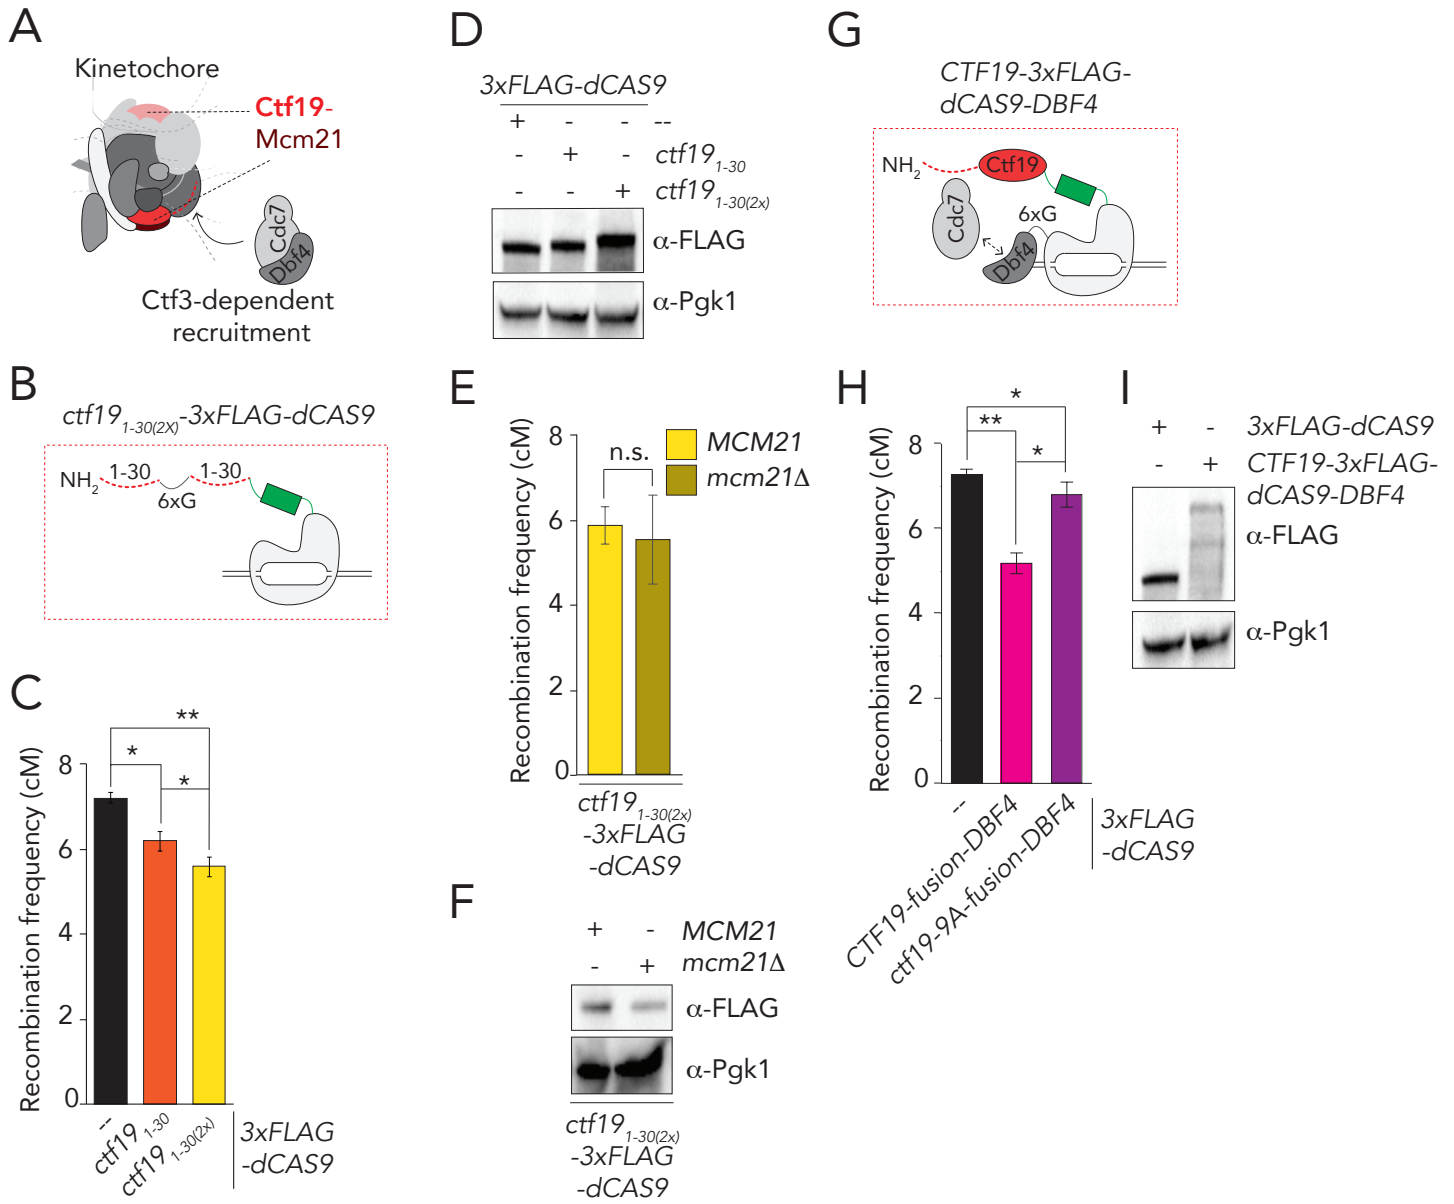 A
Kinetochore
Ctf19-
Mcm21
Cdc7
Dbf4
Ctf3-dependent
recruitment
B
ctf19 1-30(2X)-3xFLAG-dCAS9
NH2
1-30
6xG
1-30
C
Recombination frequency (cM)
8
6
4
2
0
**
*
*
--
ctf19 1-30
ctf19 1-30(2x)
3xFLAG
-dCAS9
D
3xFLAG-dCAS9
+ - - --
- + - ctf19 1-30
- - + ctf19 1-30(2x)
α-FLAG
α-Pgk1
E
Recombination frequency (cM)
8
6
4
2
0
n.s.
MCM21
mcm21Δ
ctf19 1-30(2x)
-3xFLAG
-dCAS9
F
+ - MCM21
- + mcm21Δ
α-FLAG
α-Pgk1
ctf19 1-30(2x)
-3xFLAG
-dCAS9
G
CTF19-3xFLAG-
dCAS9-DBF4
NH2
Ctf19
Cdc7
6xG
Dbf4
H
Recombination frequency (cM)
8
6
4
2
0
*
**
*
--
CTF19-fusion-DBF4
ctf19-9A-fusion-DBF4
3xFLAG
-dCAS9
I
+ - 3xFLAG-dCAS9
- + CTF19-3xFLAG-
dCAS9-DBF4
α-FLAG
α-Pgk1